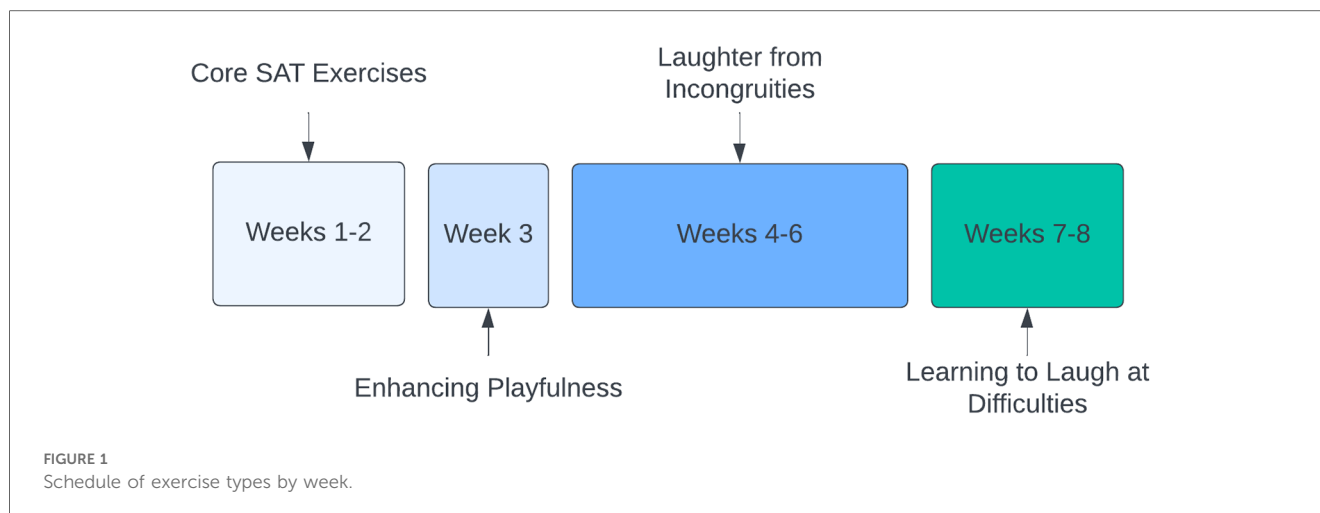 Core SAT Exercises
Laughter from
Incongruities
Weeks 1-2
Week 3
Weeks 4-6
Weeks 7-8
Enhancing Playfulness
Learning to Laugh at
Difficulties
FIGURE 1
Schedule of exercise types by week.